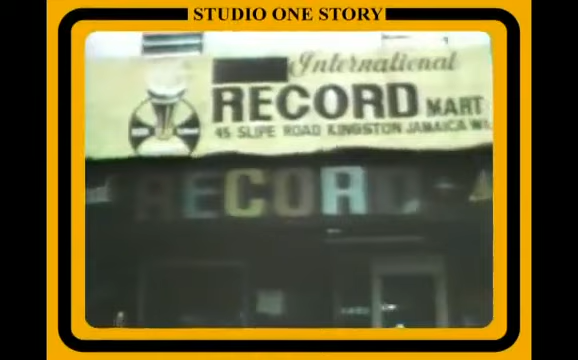 STUDIO ONE STORY
International
RECORD MART
45 SLIPE ROAD KINGSTON JAMAICA W.I.
RECORD